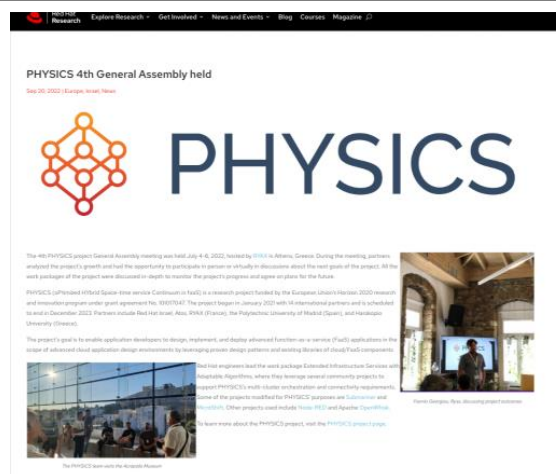 Red Hat
Research
Explore Research
Get Involved
News and Events
Blog
Courses
Magazine
PHYSICS 4th General Assembly held
Sep 20, 2022 | Europe, Israel, News
PHYSICS
The 4th PHYSICS project General Assembly meeting was held July 4-6, 2022, hosted by RYAX in Athens, Greece. During the meeting, partners
analyzed the project's growth and had the opportunity to participate in person or virtually in discussions about the next goals of the project. All the
work packages of the project were discussed in depth to monitor the project's progress and agree on plans for the future.
PHYSICS (oPtimized HYbrid Space-time service Continuum in faaS) is a research project funded by the European Union's Horizon 2020 research
and innovation program under grant agreement No. 101017047. The project began in January 2021 with 14 international partners and is scheduled
to end in December 2023. Partners include Red Hat Israel, Atos, RYAX (France), the Polytechnic University of Madrid (Spain), and Harokopio
University (Greece).
The project's goal is to enable application developers to design, implement, and deploy advanced function-as-a-service (FaaS) applications in the
scope of advanced cloud application design environments by leveraging proven design patterns and existing libraries of cloud/FaaS components.
Red Hat engineers lead the work package Extended Infrastructure Services with
Adaptable Algorithms, where they leverage several community projects to
support PHYSICS's multi-cluster orchestration and connectivity requirements.
Some of the projects modified for PHYSICS' purposes are Submariner and
MicroShift. Other projects used include Node-RED and Apache OpenWhisk.
To learn more about the PHYSICS project, visit the PHYSICS project page.
Georgiou, Ryax, discussing project outcomes
The PHYSICS team visits the Acropolis Museum